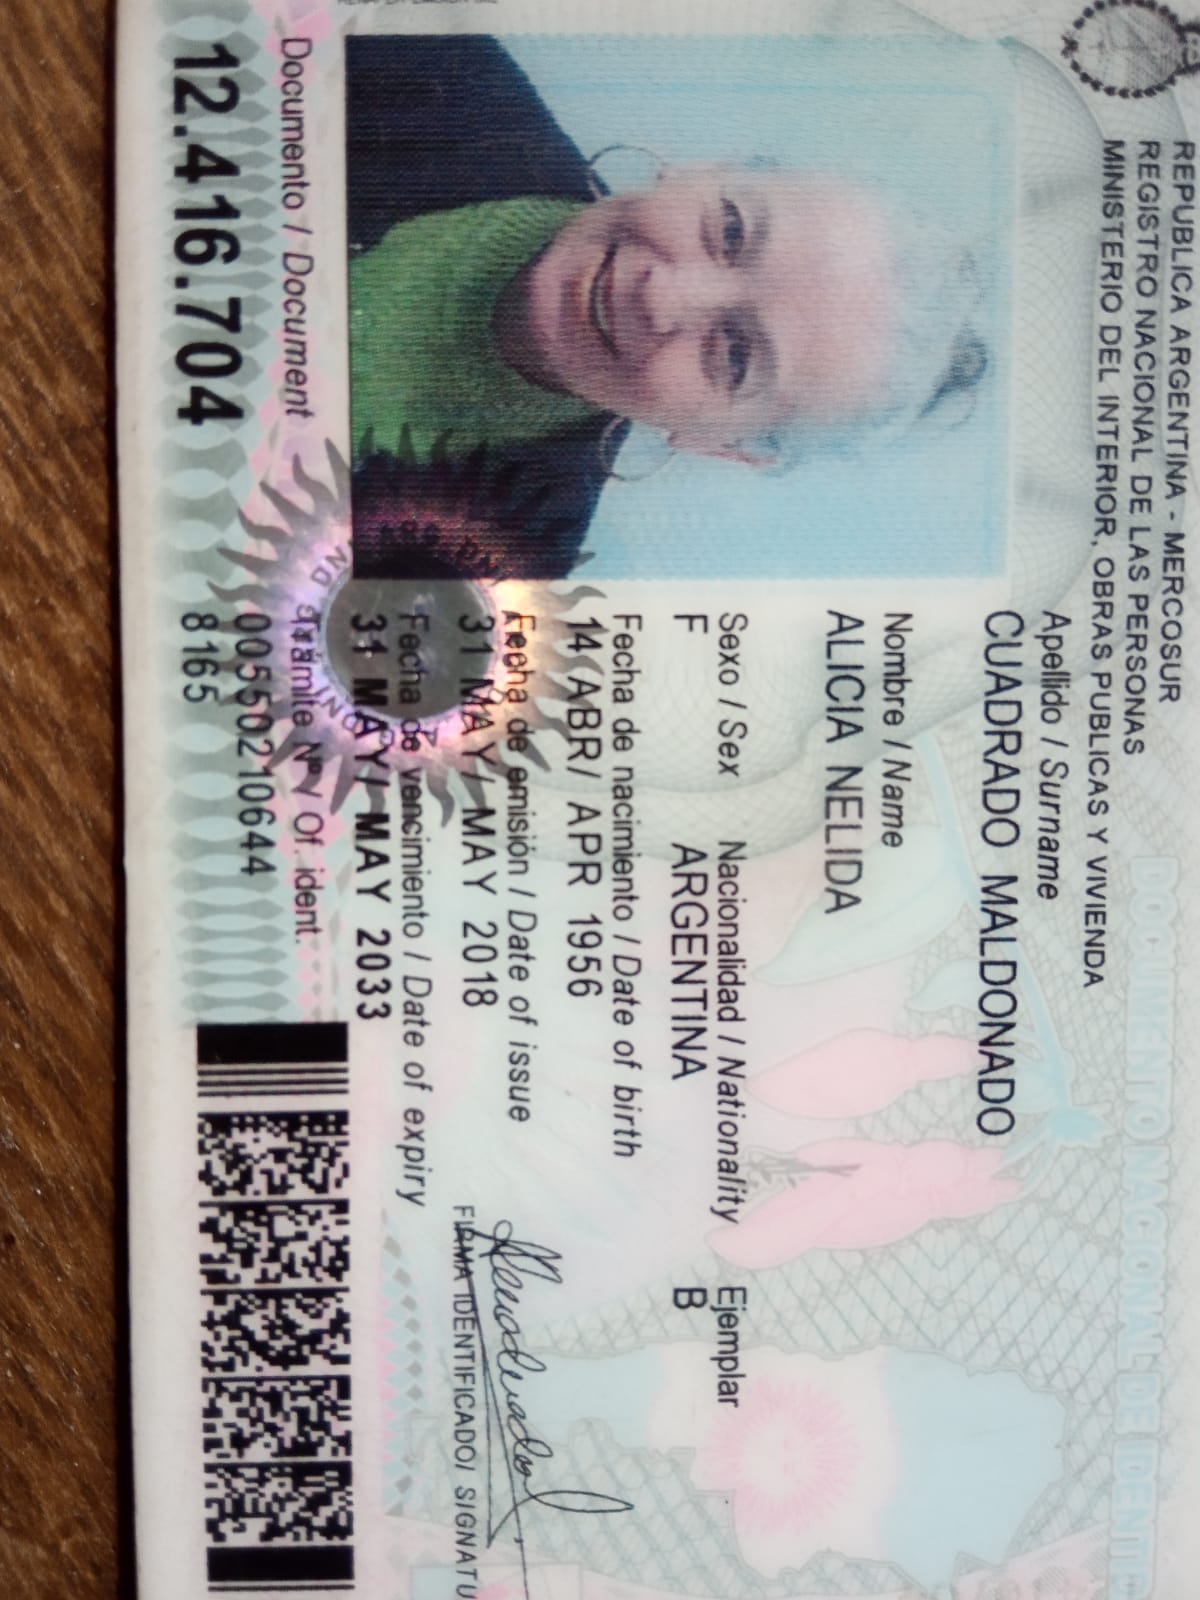 REPUBLICA ARGENTINA - MERCOSUR
REGISTRO NACIONAL DE LAS PERSONAS
MINISTERIO DEL INTERIOR, OBRAS PUBLICAS Y VIVIENDA
DOCUMENTO NACIONAL DE IDENT
Apellido / Surname
CUADRADO MALDONADO
Nombre / Name
ALICIA NELIDA
Sexo / Sex Nacionalidad / Nationality Ejemplar
F ARGENTINA B
Fecha de nacimiento / Date of birth
14/ABR/ APR 1956
Fecha de emisión / Date of issue
31 MAY/ MAY 2018
Fecha de vencimiento / Date of expiry
31 MAY/ MAY 2033
FIRMA IDENTIFICADO/ SIGNATU
Documento / Document
12.416.704
Trámite Nº / Of. ident.
00550210644
8165